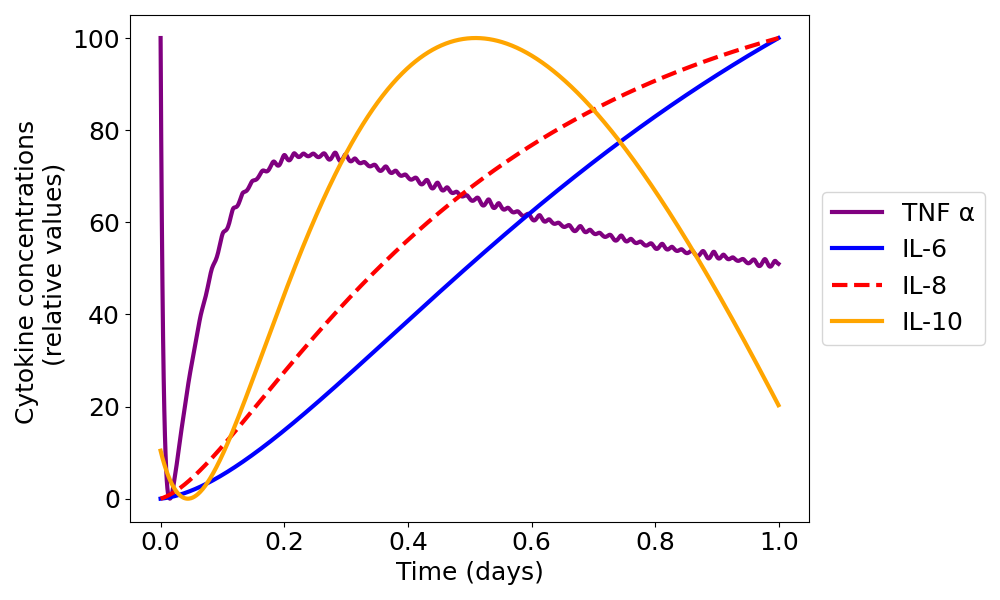 Cytokine concentrations
(relative values)
100
80
60
40
20
0
0.0 0.2 0.4 0.6 0.8 1.0
Time (days)
TNF α
IL-6
IL-8
IL-10